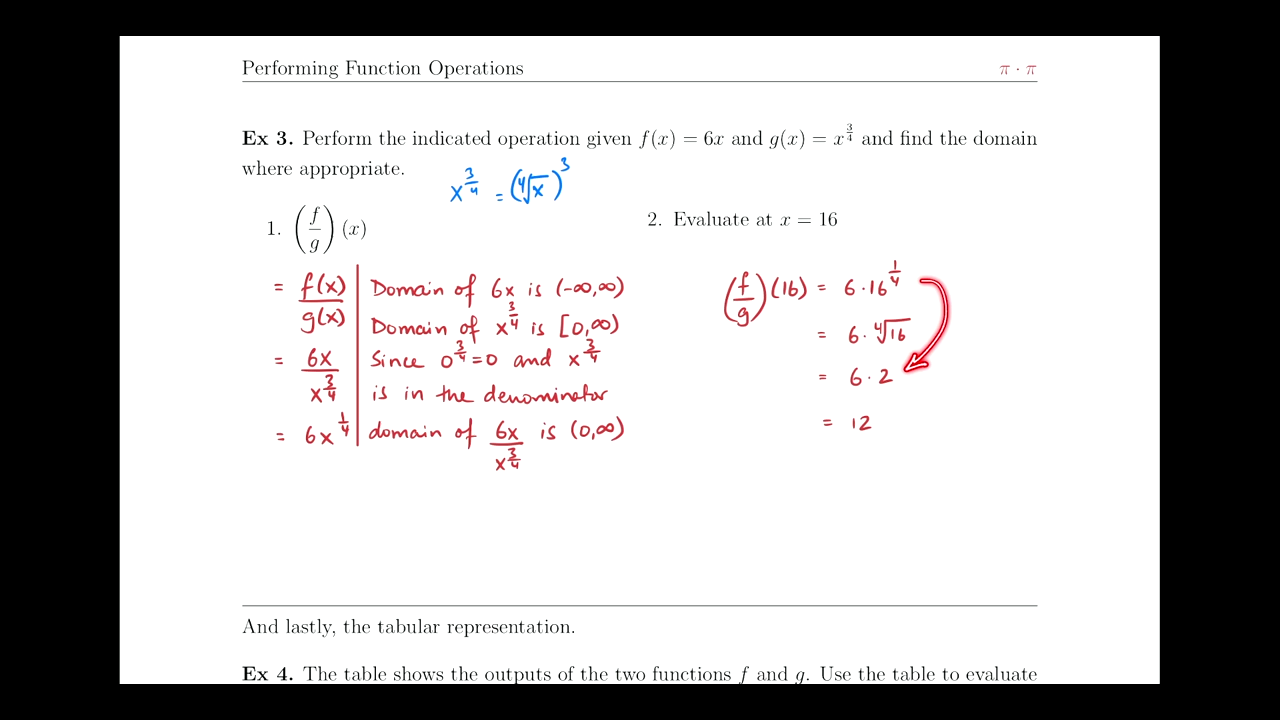 Performing Function Operations π · π
Ex 3. Perform the indicated operation given f(x) = 6x and g(x) = x^{3/4} and find the domain
where appropriate.
x^{3/4} = (∜x)^3
1. (f/g)(x)
= f(x)/g(x)
= 6x/x^{3/4}
= 6x^{1/4}
Domain of 6x is (-∞,∞)
Domain of x^{3/4} is [0,∞)
Since 0^{3/4}=0 and x^{3/4}
is in the denominator
domain of 6x/x^{3/4} is (0,∞)
2. Evaluate at x = 16
(f/g)(16) = 6·16^{1/4}
= 6·∜16
= 6·2
= 12
And lastly, the tabular representation.
Ex 4. The table shows the outputs of the two functions f and g. Use the table to evaluate